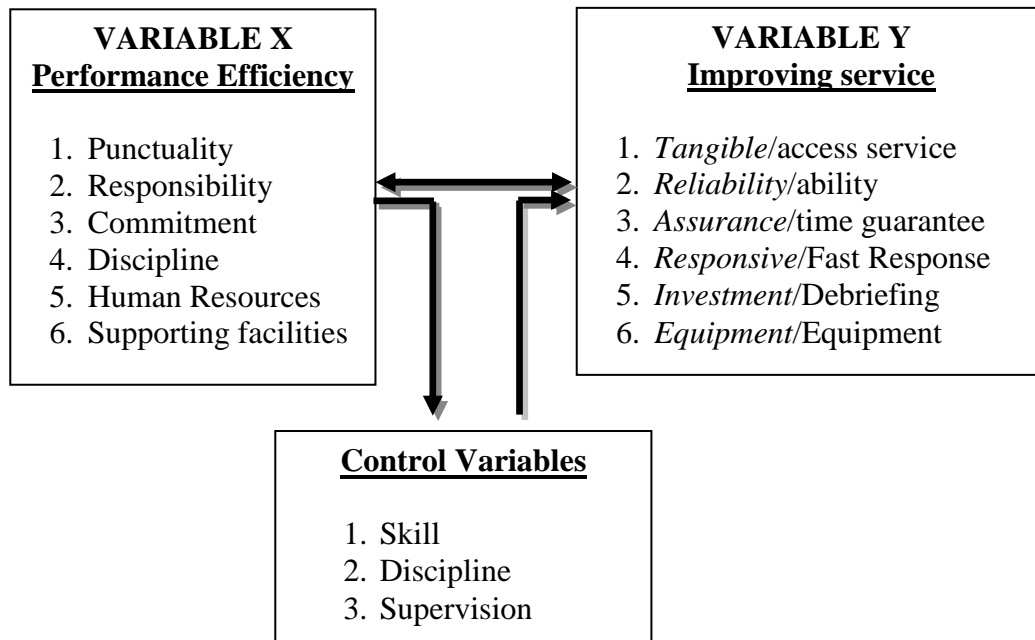 VARIABLE X
Performance Efficiency
1. Punctuality
2. Responsibility
3. Commitment
4. Discipline
5. Human Resources
6. Supporting facilities
VARIABLE Y
Improving service
1. Tangible/access service
2. Reliability/ability
3. Assurance/time guarantee
4. Responsive/Fast Response
5. Investment/Debriefing
6. Equipment/Equipment
Control Variables
1. Skill
2. Discipline
3. Supervision